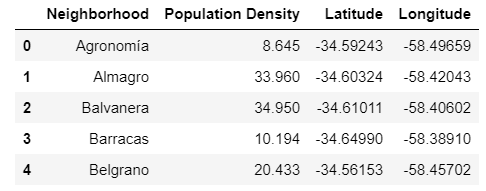 Neighborhood Population Density Latitude Longitude
0 Agronomía 8.645 -34.59243 -58.49659
1 Almagro 33.960 -34.60324 -58.42043
2 Balvanera 34.950 -34.61011 -58.40602
3 Barracas 10.194 -34.64990 -58.38910
4 Belgrano 20.433 -34.56153 -58.45702